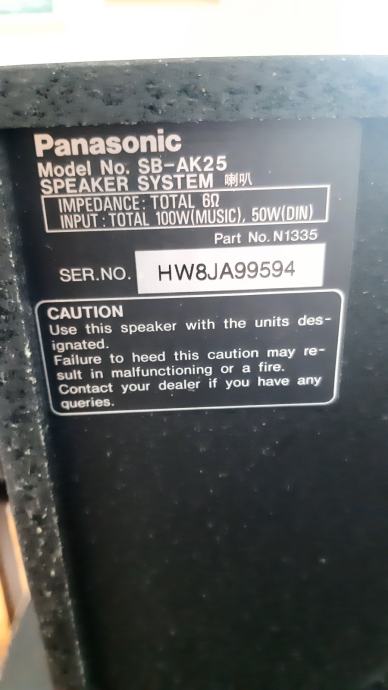 Panasonic
Model No. SB-AK25
SPEAKER SYSTEM 喇叭
IMPEDANCE: TOTAL 6Ω
INPUT: TOTAL 100W(MUSIC), 50W(DIN)
Part No. N1335
SER.NO. HW8JA99594
CAUTION
Use this speaker with the units des-
ignated.
Failure to heed this caution may re-
sult in malfunctioning or a fire.
Contact your dealer if you have any
queries.